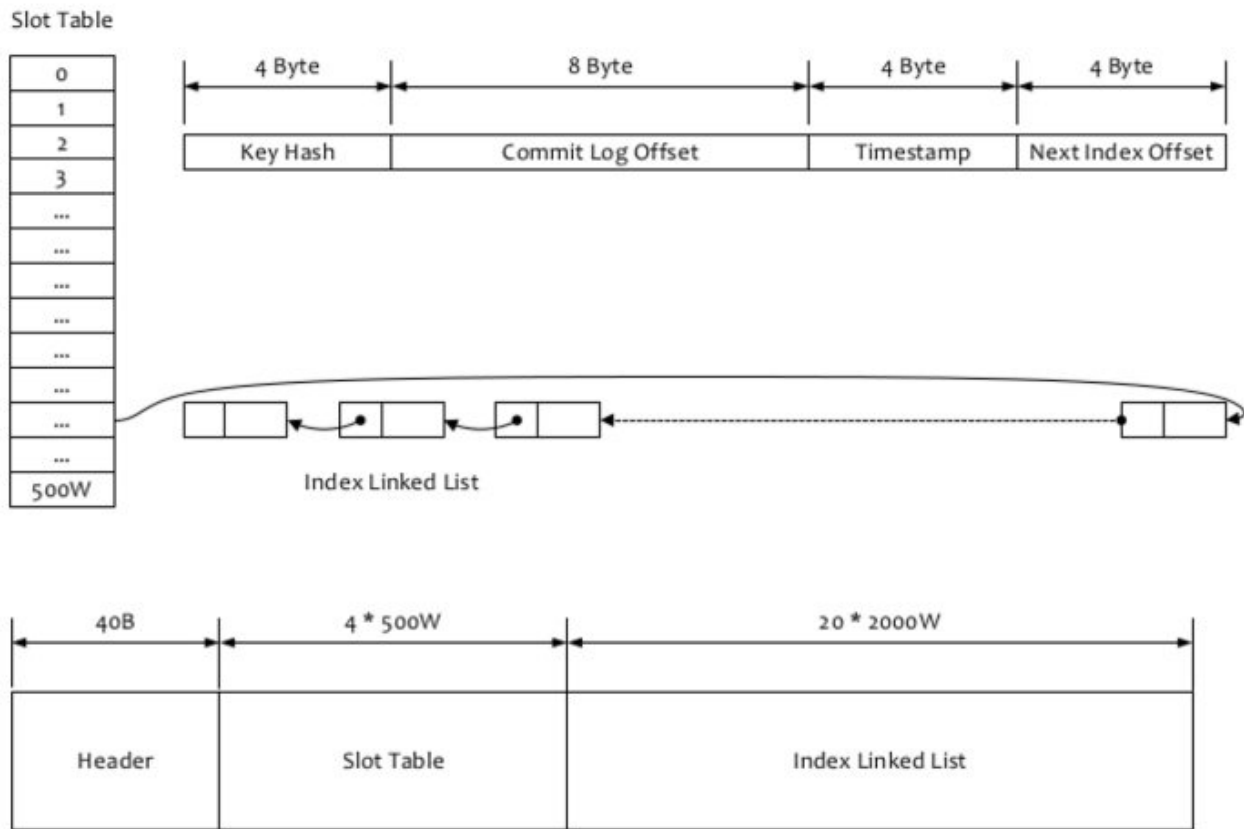 Slot Table
0
1
2
3
...
...
...
...
...
...
...
...
500W
4 Byte 8 Byte 4 Byte 4 Byte
Key Hash Commit Log Offset Timestamp Next Index Offset
Index Linked List
40B 4 * 500W 20 * 2000W
Header Slot Table Index Linked List